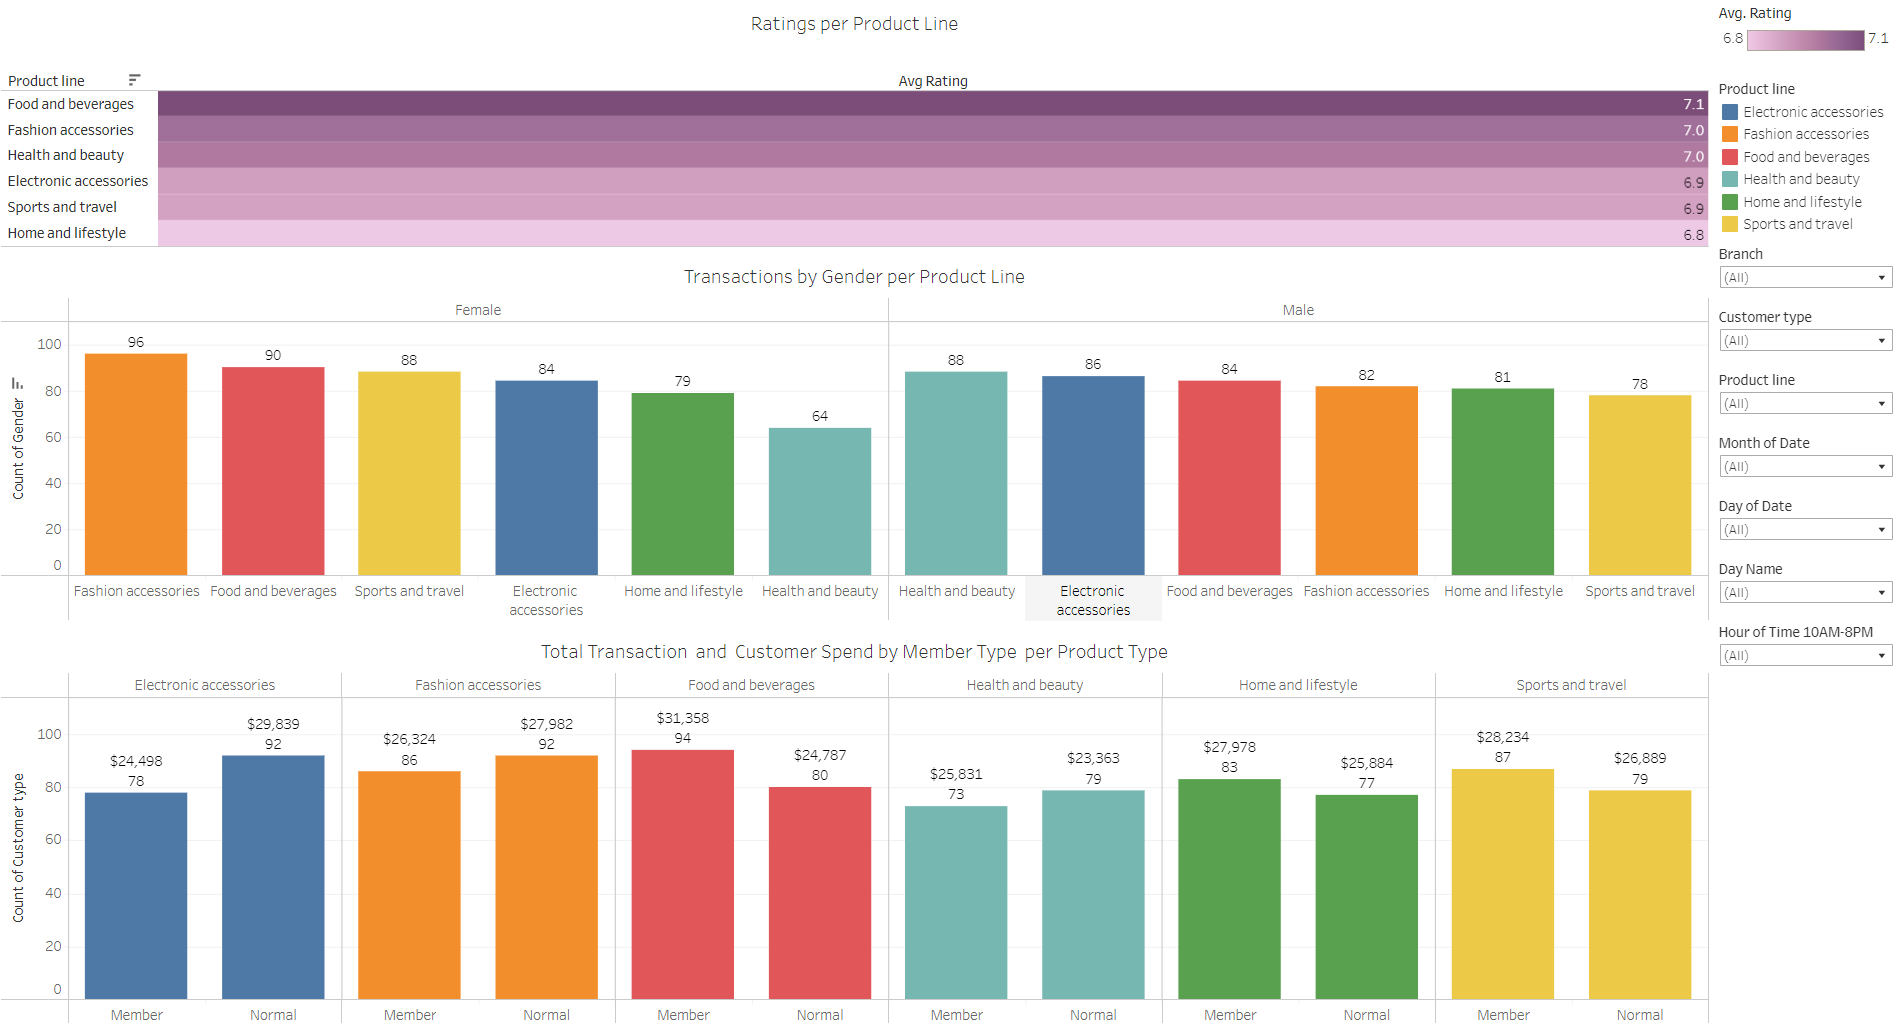 Ratings per Product Line
Product line
Avg Rating
Food and beverages 7.1
Fashion accessories 7.0
Health and beauty 7.0
Electronic accessories 6.9
Sports and travel 6.9
Home and lifestyle 6.8
Transactions by Gender per Product Line
Female
Male
Count of Gender
100
80
60
40
20
0
96
90
88
84
79
64
88
86
84
82
81
78
Fashion accessories
Food and beverages
Sports and travel
Electronic
accessories
Home and lifestyle
Health and beauty
Health and beauty
Electronic
accessories
Food and beverages
Fashion accessories
Home and lifestyle
Sports and travel
Total Transaction and Customer Spend by Member Type per Product Type
Electronic accessories
Fashion accessories
Food and beverages
Health and beauty
Home and lifestyle
Sports and travel
Count of Customer type
100
80
60
40
20
0
$24,498
78
$29,839
92
$26,324
86
$27,982
92
$31,358
94
$24,787
80
$25,831
73
$23,363
79
$27,978
83
$25,884
77
$28,234
87
$26,889
79
Member
Normal
Member
Normal
Member
Normal
Member
Normal
Member
Normal
Member
Normal
Avg. Rating
6.8 7.1
Product line
Electronic accessories
Fashion accessories
Food and beverages
Health and beauty
Home and lifestyle
Sports and travel
Branch
(All)
Customer type
(All)
Product line
(All)
Month of Date
(All)
Day of Date
(All)
Day Name
(All)
Hour of Time 10AM-8PM
(All)